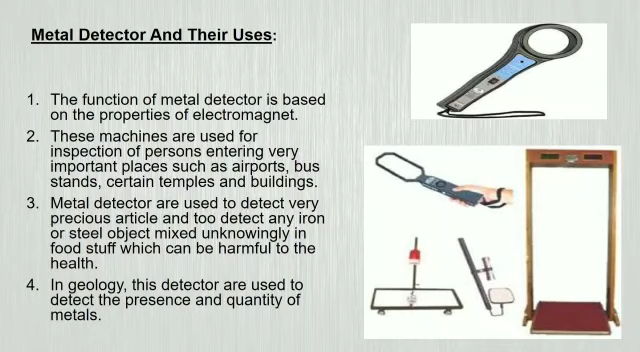 Metal Detector And Their Uses:
1. The function of metal detector is based
on the properties of electromagnet.
2. These machines are used for
inspection of persons entering very
important places such as airports, bus
stands, certain temples and buildings.
3. Metal detector are used to detect very
precious article and too detect any iron
or steel object mixed unknowingly in
food stuff which can be harmful to the
health.
4. In geology, this detector are used to
detect the presence and quantity of
metals.